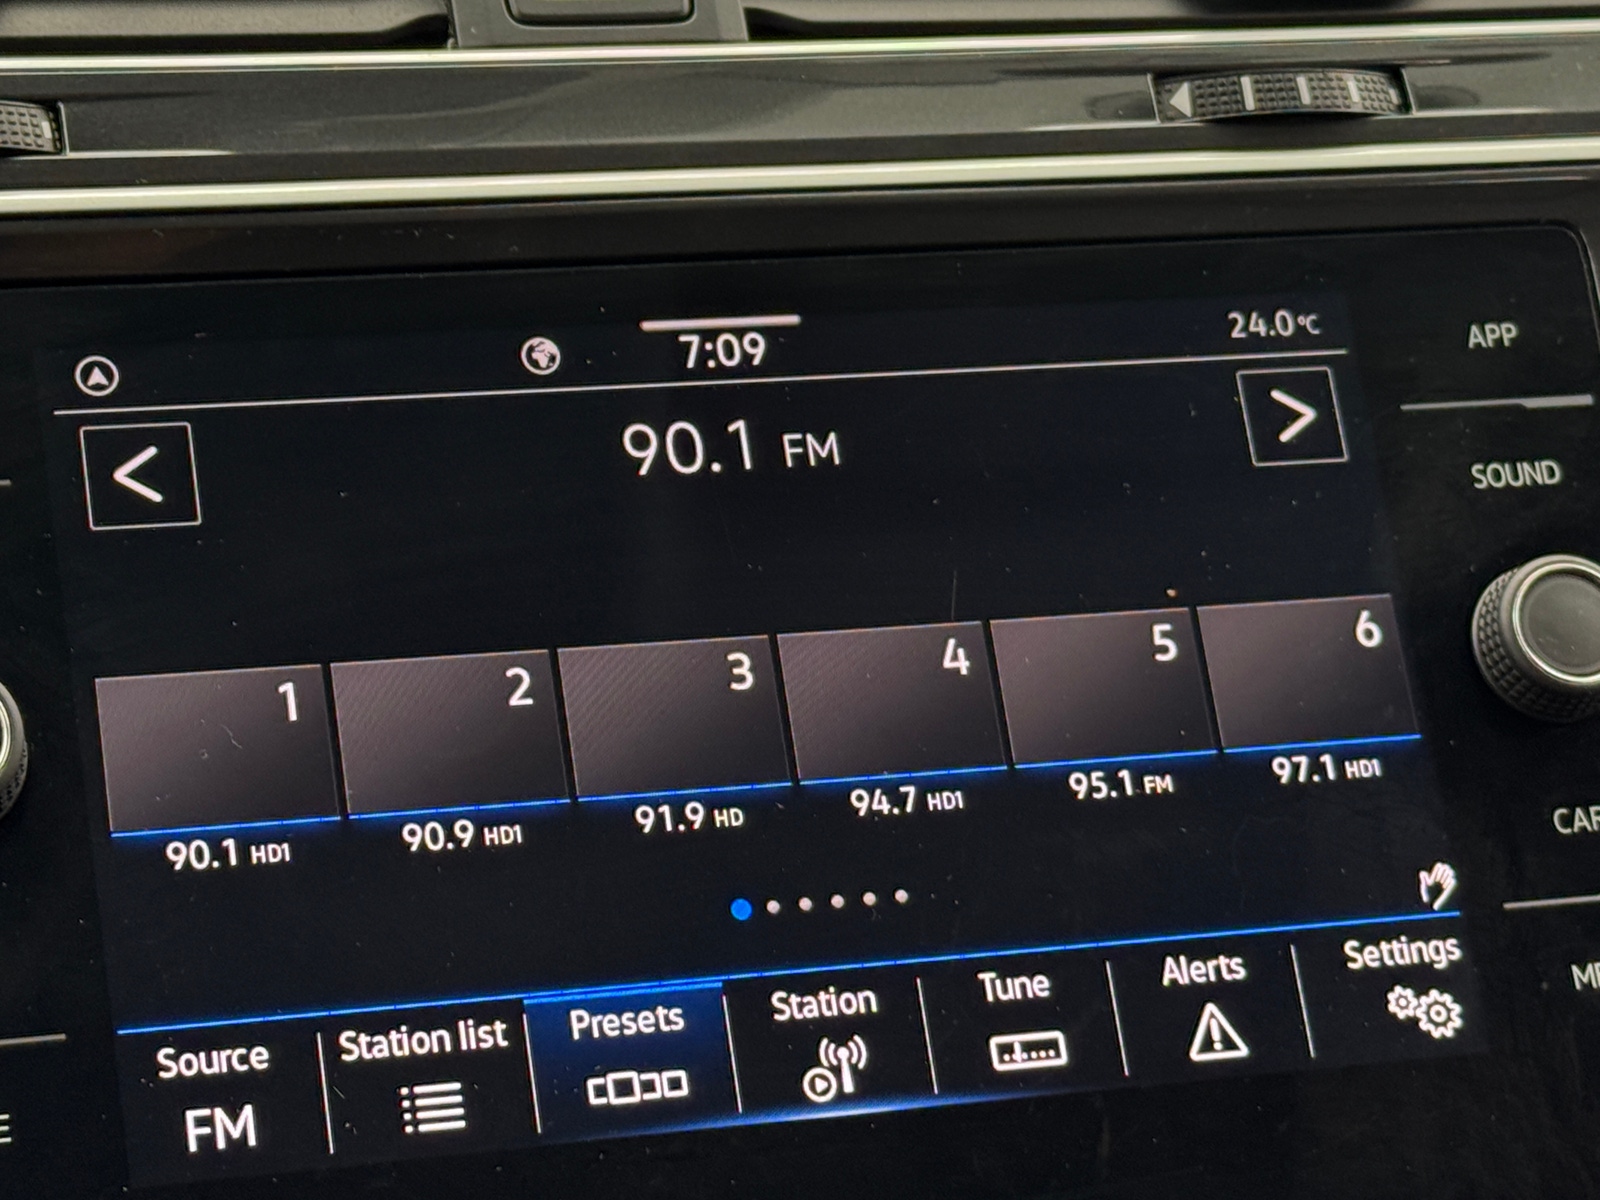 7:09
24.0°C
APP
90.1 FM
SOUND
1
2
3
4
5
6
90.1 HD1
90.9 HD1
91.9 HD
94.7 HD1
95.1 FM
97.1 HD1
Source
FM
Station list
Presets
Station
Tune
Alerts
Settings